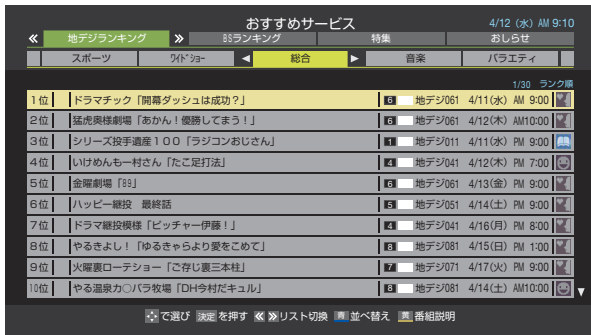 おすすめサービス
4/12 (水) AM 9:10
≪ 地デジランキング ≫ BSランキング 特集 おしらせ
スポーツ ワイドショー ◀ 総合 ▶ 音楽 バラエティ
1/30 ランク順
1位 ドラマチック「開幕ダッシュは成功？」 6 地デジ061 4/11(水) AM 9:00
2位 猛虎奥様劇場「あかん！優勝してまう！」 6 地デジ061 4/12(木) AM10:00
3位 シリーズ投手遺産１００「ラジコンおじさん」 1 地デジ011 4/11(水) PM 9:00
4位 いけめんも一村さん「たこ足打法」 4 地デジ041 4/12(木) PM 7:00
5位 金曜劇場「89」 6 地デジ061 4/13(金) PM 9:00
6位 ハッピー継投 最終話 5 地デジ051 4/14(土) PM 9:00
7位 ドラマ継投模様「ピッチャー伊藤！」 4 地デジ041 4/16(月) PM 8:00
8位 やるきよし！「ゆるきゃらより愛をこめて」 8 地デジ081 4/15(日) PM 1:00
9位 火曜裏ローテショー「ご存じ裏三本柱」 7 地デジ071 4/17(火) PM 9:00
10位 やる温泉カ〇パラ牧場「DH今村だキュル」 8 地デジ081 4/14(土) AM10:00 ▼
で選び 決定 を押す ≪ ≫ リスト切換 青 並べ替え 黄 番組説明